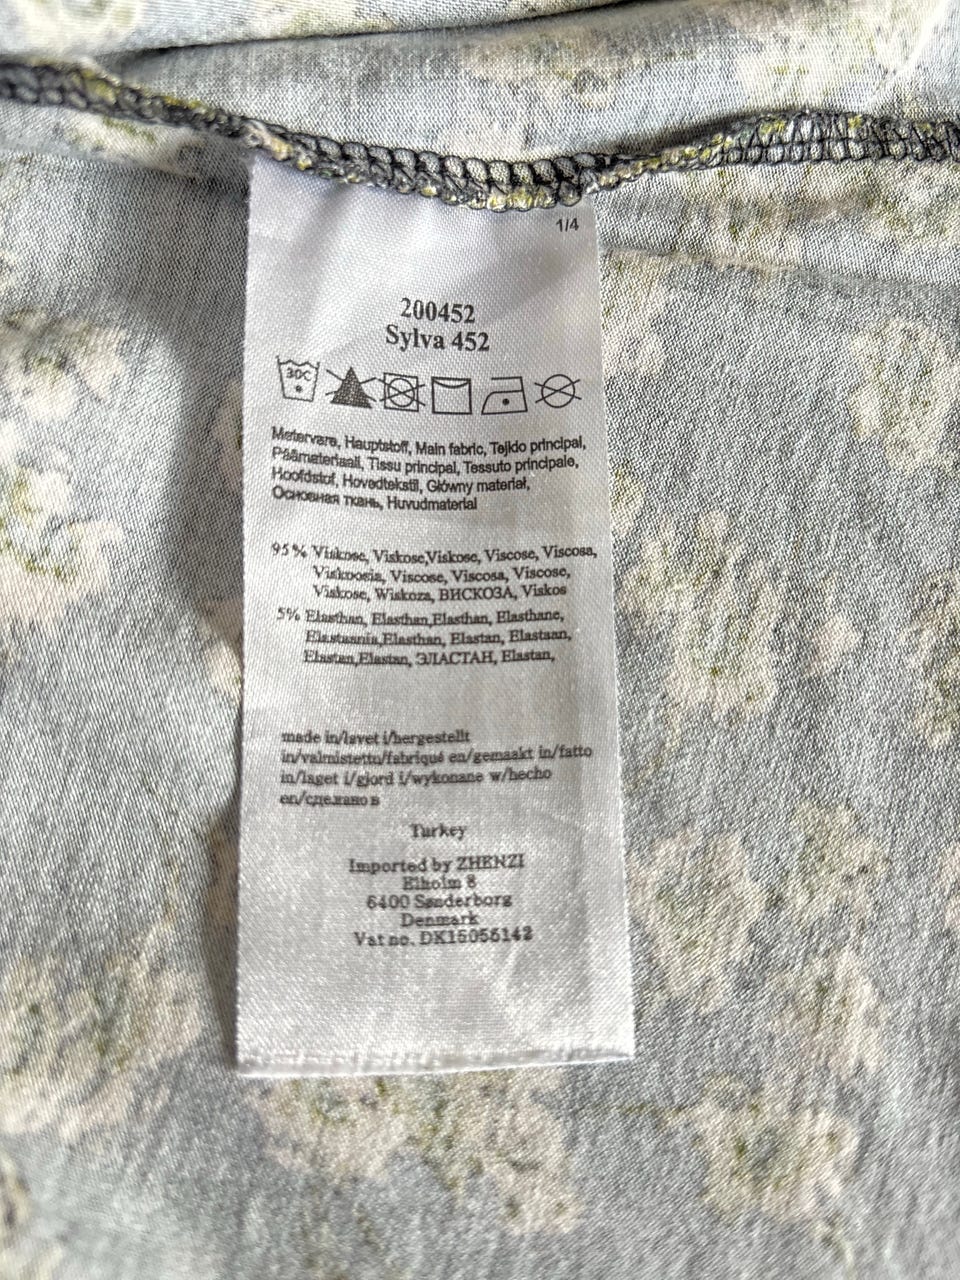 1/4
200452
Sylva 452
30C
Metervare, Hauptstoff, Main fabric, Tejido principal,
Päämateriaali, Tissu principal, Tessuto principale,
Hoofdstof, Hovedtekstil, Główny materiał,
Основная ткань, Huvudmaterial
95% Viskose, Viskose,Viskose, Viscose, Viscosa,
Viskoosia, Viscose, Viscosa, Viscose,
Viskose, Wiskoza, ВИСКОЗА, Viskos
5% Elasthan, Elasthan,Elasthan, Elasthane,
Elastaania,Elasthan, Elastan, Elastaan,
Elastan,Elastan, ЭЛАСТАН, Elastan,
made in/lavet i/hergestellt
in/valmistettu/fabriqué en/gemaakt in/fatto
in/laget i/gjord i/wykonane w/hecho
en/сделано в
Turkey
Imported by ZHENZI
Elholm 8
6400 Sønderborg
Denmark
Vat no. DK15056142